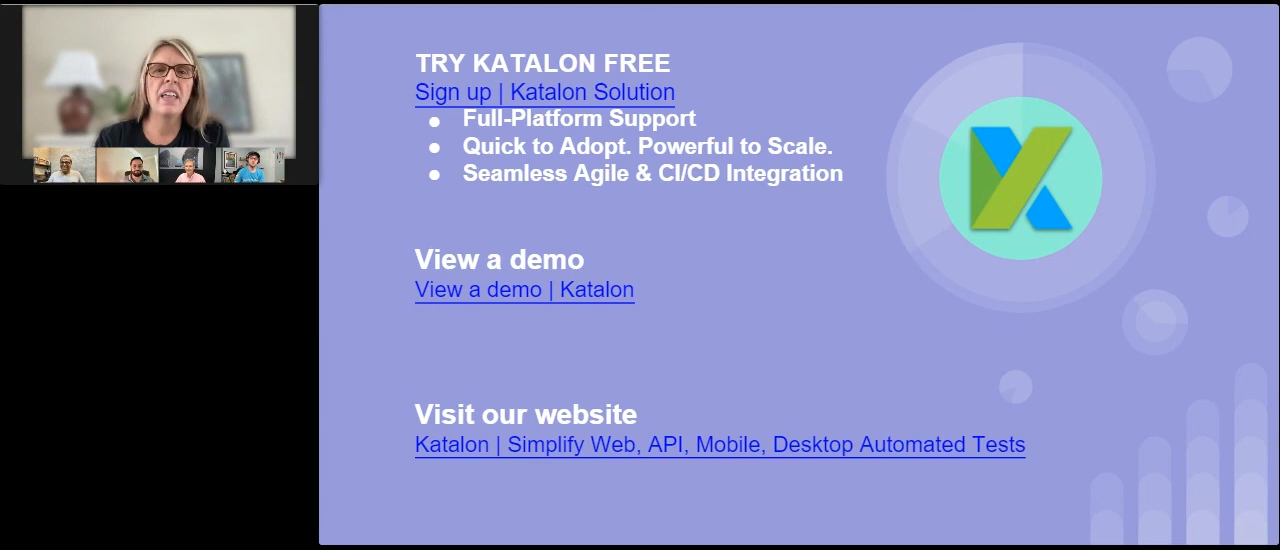 TRY KATALON FREE
Sign up | Katalon Solution
● Full-Platform Support
● Quick to Adopt. Powerful to Scale.
● Seamless Agile & CI/CD Integration
View a demo
View a demo | Katalon
Visit our website
Katalon | Simplify Web, API, Mobile, Desktop Automated Tests